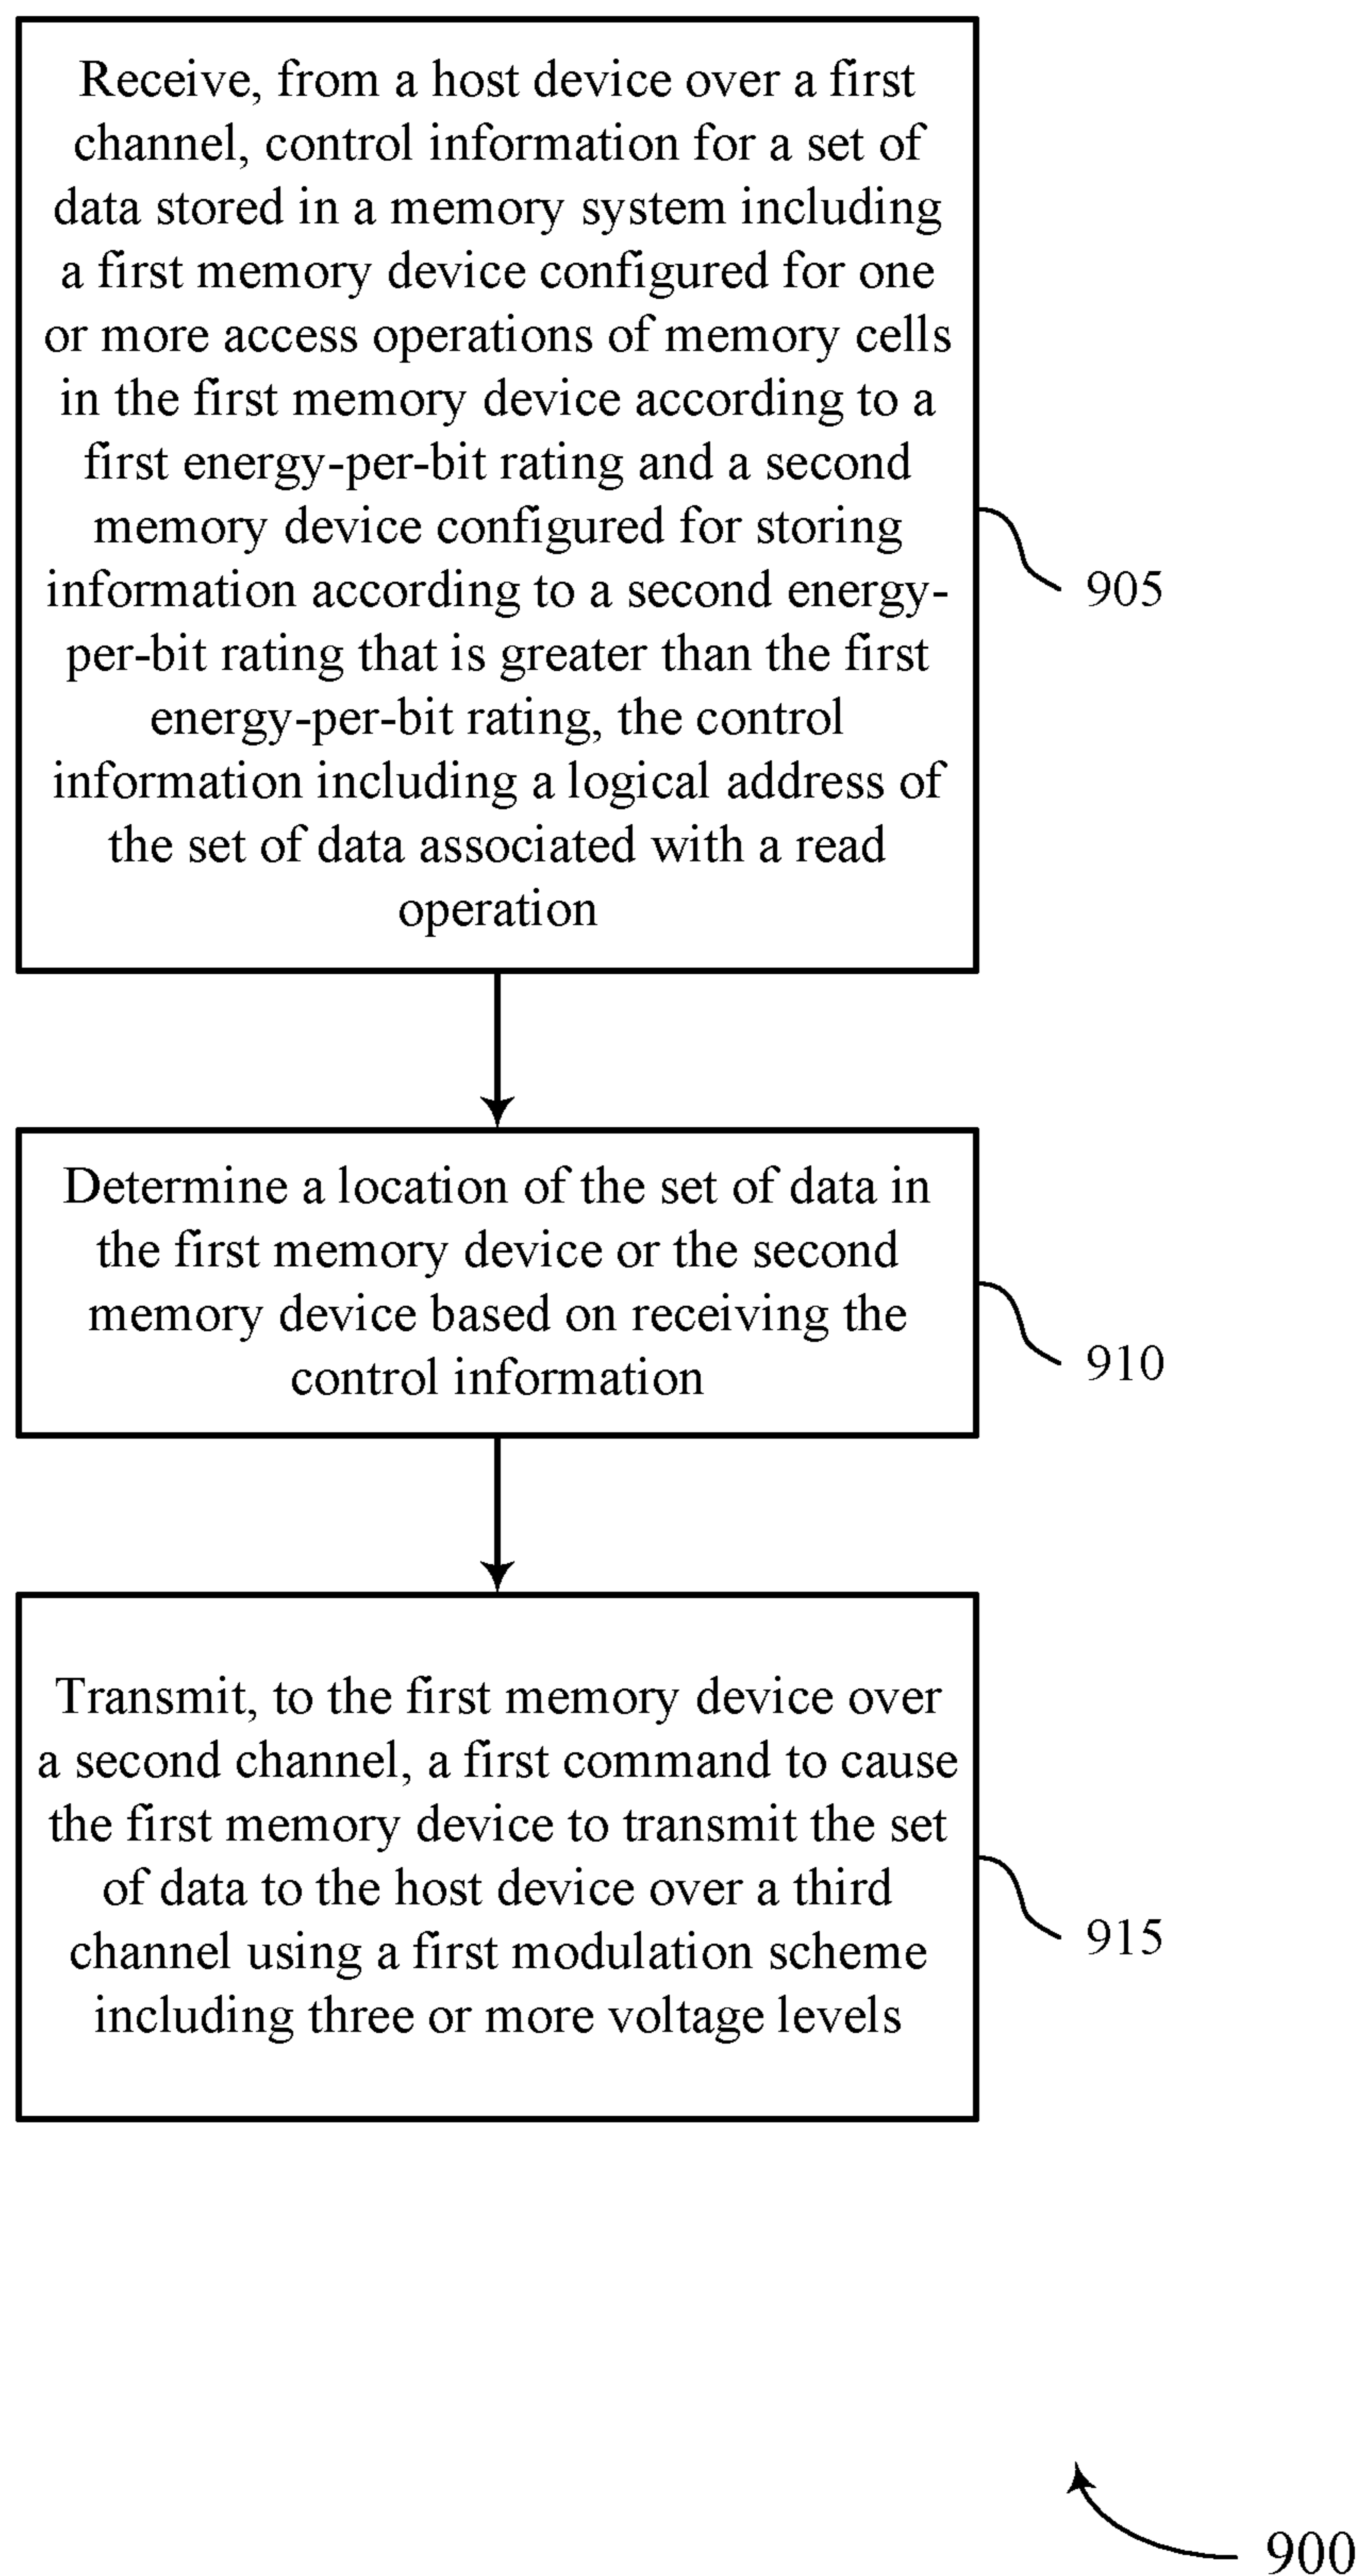 Receive, from a host device over a first
channel, control information for a set of
data stored in a memory system including
a first memory device configured for one
or more access operations of memory cells
in the first memory device according to a
first energy-per-bit rating and a second
memory device configured for storing
information according to a second energy-
per-bit rating that is greater than the first
energy-per-bit rating, the control
information including a logical address of
the set of data associated with a read
operation
905
Determine a location of the set of data in
the first memory device or the second
memory device based on receiving the
control information
910
Transmit, to the first memory device over
a second channel, a first command to cause
the first memory device to transmit the set
of data to the host device over a third
channel using a first modulation scheme
including three or more voltage levels
915
900